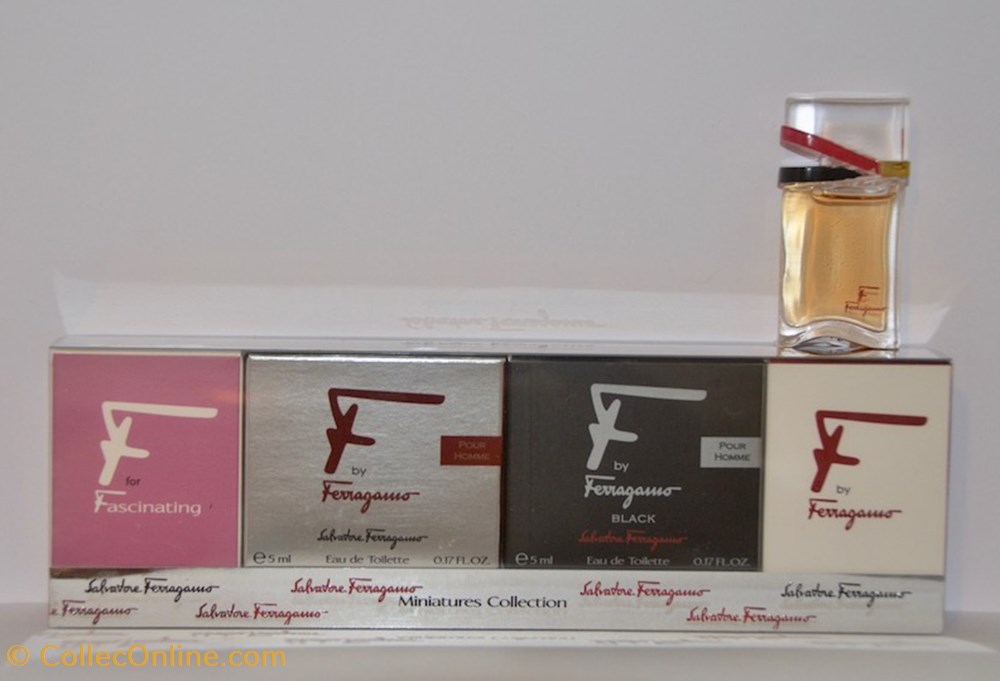 F
Ferragamo
F
for
Fascinating
F
by
Ferragamo
POUR
HOMME
Salvatore Ferragamo
℮ 5 ml Eau de Toilette 0.17 FL.OZ.
F
by
Ferragamo
BLACK
POUR
HOMME
Salvatore Ferragamo
℮ 5 ml Eau de Toilette 0.17 FL.OZ.
F
by
Ferragamo
Salvatore Ferragamo Salvatore Ferragamo Salvatore Ferragamo Salvatore Ferragamo
Miniatures Collection
e Ferragamo Salvatore Ferragamo Salvatore Ferragamo
© CollecOnline.com